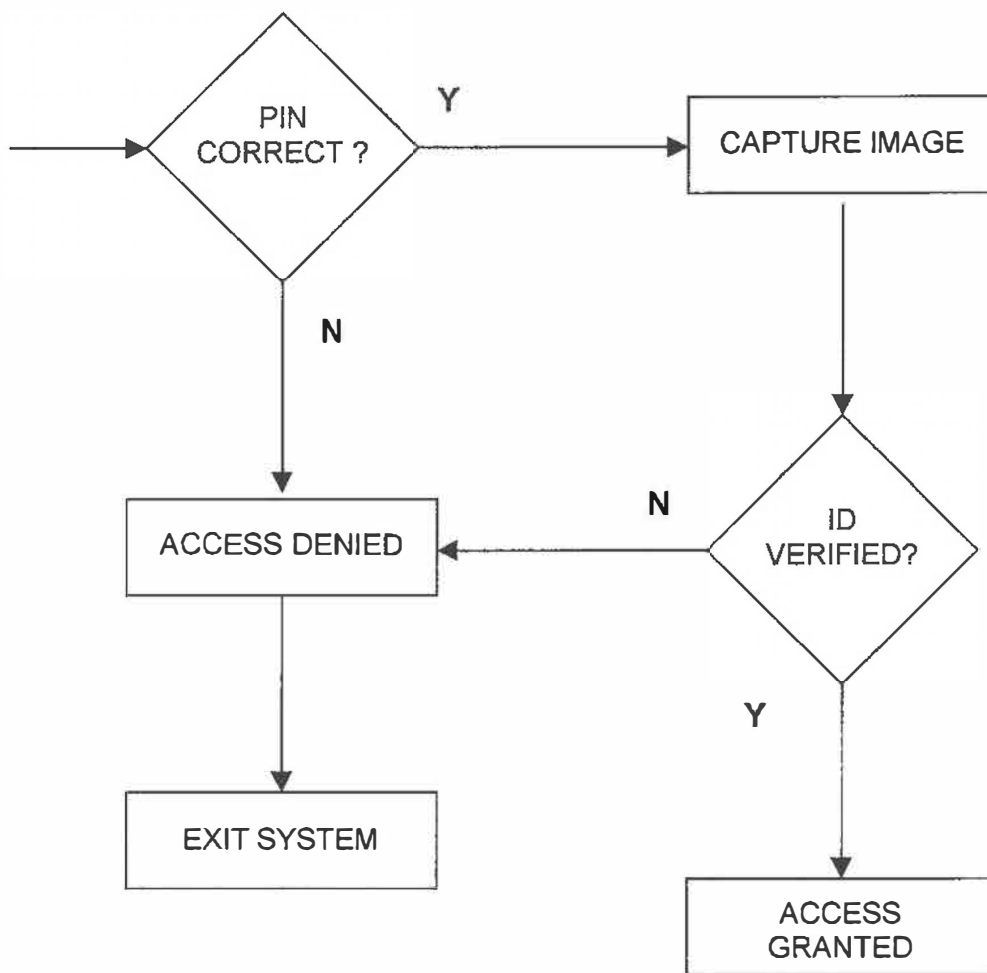 PIN
CORRECT ?
Y
CAPTURE IMAGE
N
ACCESS DENIED
N
ID
VERIFIED?
Y
EXIT SYSTEM
ACCESS
GRANTED